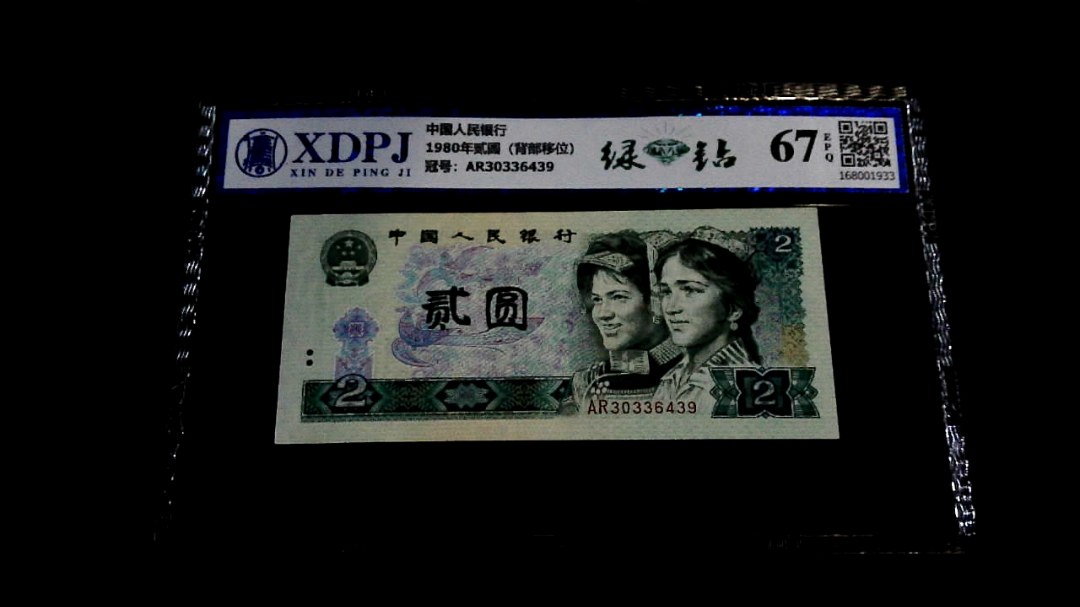 XDPJ
XIN DE PING JI
中国人民银行
1980年贰圆（背部移位）
冠号：AR30336439
绿钻
67
EPQ
168001933
中国人民银行
2
贰圆
2
AR30336439
2